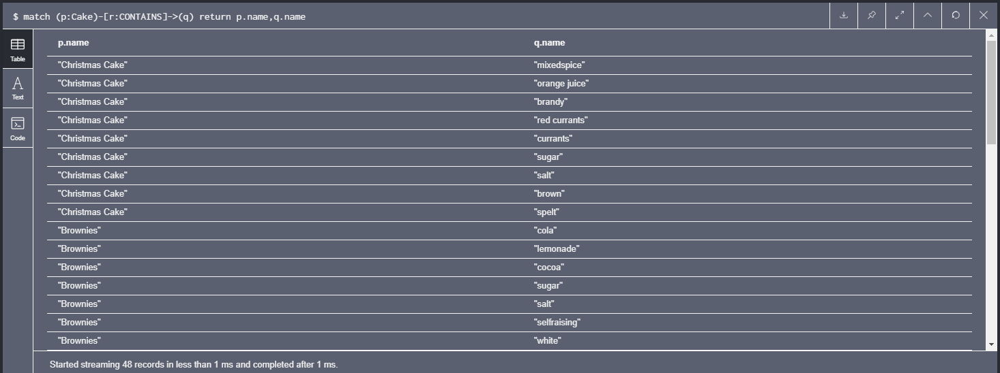 $ match (p:Cake)-[r:CONTAINS]->(q) return p.name,q.name
Table
Text
Code
p.name q.name
"Christmas Cake" "mixedspice"
"Christmas Cake" "orange juice"
"Christmas Cake" "brandy"
"Christmas Cake" "red currants"
"Christmas Cake" "currants"
"Christmas Cake" "sugar"
"Christmas Cake" "salt"
"Christmas Cake" "brown"
"Christmas Cake" "spelt"
"Brownies" "cola"
"Brownies" "lemonade"
"Brownies" "cocoa"
"Brownies" "sugar"
"Brownies" "salt"
"Brownies" "selfraising"
"Brownies" "white"
Started streaming 48 records in less than 1 ms and completed after 1 ms.